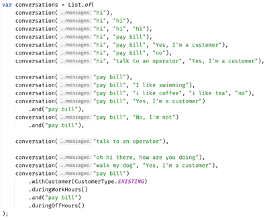 var conversations = List.of(
conversation( ...messages: "hi"),
conversation( ...messages: "hi", "hi"),
conversation( ...messages: "hi", "hi", "hi"),
conversation( ...messages: "hi", "pay bill"),
conversation( ...messages: "hi", "pay bill", "Yes, I'm a customer"),
conversation( ...messages: "hi", "pay bill", "no"),
conversation( ...messages: "hi", "talk to an operator", "Yes, I'm a customer"),
conversation( ...messages: "pay bill"),
conversation( ...messages: "pay bill", "I like swimming"),
conversation( ...messages: "pay bill", "i like coffee", "i like tea", "no"),
conversation( ...messages: "pay bill", "Yes, I'm a customer")
.and("pay bill"),
conversation( ...messages: "pay bill", "No, I'm not")
.and("pay bill"),
conversation( ...messages: "talk to an operator"),
conversation( ...messages: "oh hi there, how are you doing"),
conversation( ...messages: "walk my dog", "Yes, I'm a customer"),
conversation( ...messages: "pay bill")
.withCustomer(CustomerType.EXISTING)
.duringWorkHours()
.and("pay bill")
.duringOffHours()
);